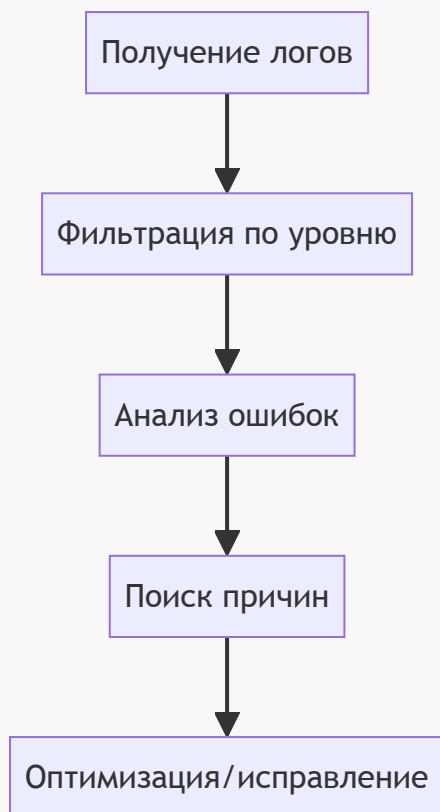 Получение логов
Фильтрация по уровню
Анализ ошибок
Поиск причин
Оптимизация/исправление